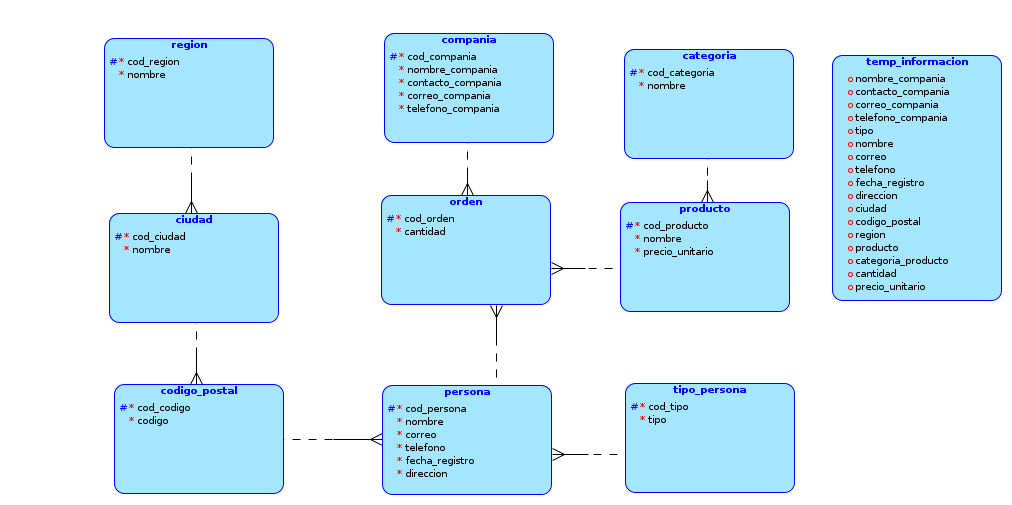 region
#* cod_region
* nombre
compania
#* cod_compania
* nombre_compania
* contacto_compania
* correo_compania
* telefono_compania
categoria
#* cod_categoria
* nombre
temp_informacion
o nombre_compania
o contacto_compania
o correo_compania
o telefono_compania
o tipo
o nombre
o correo
o telefono
o fecha_registro
o direccion
o ciudad
o codigo_postal
o region
o producto
o categoria_producto
o cantidad
o precio_unitario
ciudad
#* cod_ciudad
* nombre
orden
#* cod_orden
* cantidad
producto
#* cod_producto
* nombre
* precio_unitario
codigo_postal
#* cod_codigo
* codigo
persona
#* cod_persona
* nombre
* correo
* telefono
* fecha_registro
* direccion
tipo_persona
#* cod_tipo
* tipo